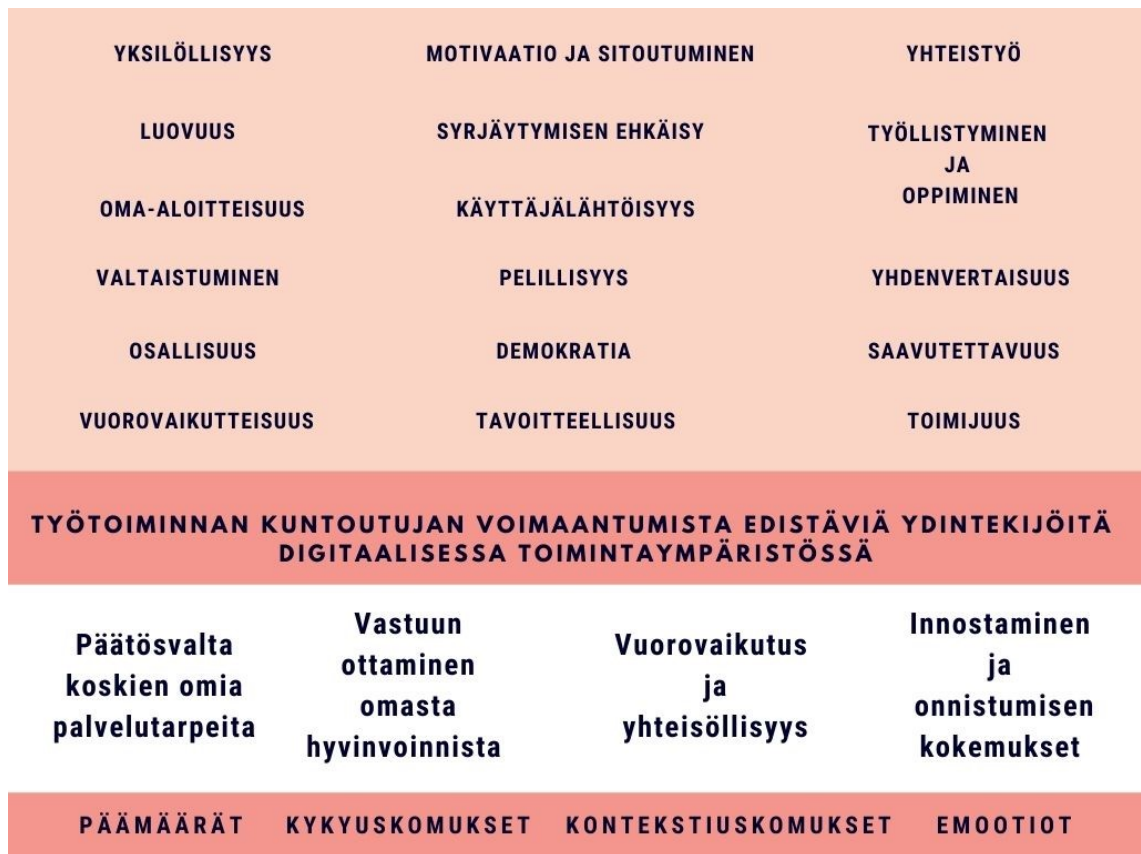 YKSILÖLLISYYS
MOTIVAATIO JA SITOUTUMINEN
YHTEISTYÖ
LUOVUUS
SYRJÄYTYMISEN EHKÄISY
TYÖLLISTYMINEN
JA
OPPIMINEN
OMA-ALOITTEISUUS
KÄYTTÄJÄLÄHTÖISYYS
VALTAISTUMINEN
PELILLISYYS
YHDENVERTAISUUS
OSALLISUUS
DEMOKRATIA
SAAVUTETTAVUUS
VUOROVAIKUTTEISUUS
TAVOITTEELLISUUS
TOIMIJUUS
TYÖTOIMINNAN KUNTOUTUJAN VOIMAANTUMISTA EDISTÄVIÄ YDINTEKIJÖITÄ
DIGITAALISESSA TOIMINTAYMPÄRISTÖSSÄ
Päätösvalta
koskien omia
palvelutarpeita
Vastuun
ottaminen
omasta
hyvinvoinnista
Vuorovaikutus
ja
yhteisöllisyys
Innostaminen
ja
onnistumisen
kokemukset
PÄÄMÄÄRÄT
KYKYUSKOMUKSET
KONTEKSTIUSKOMUKSET
EMOOTIOT